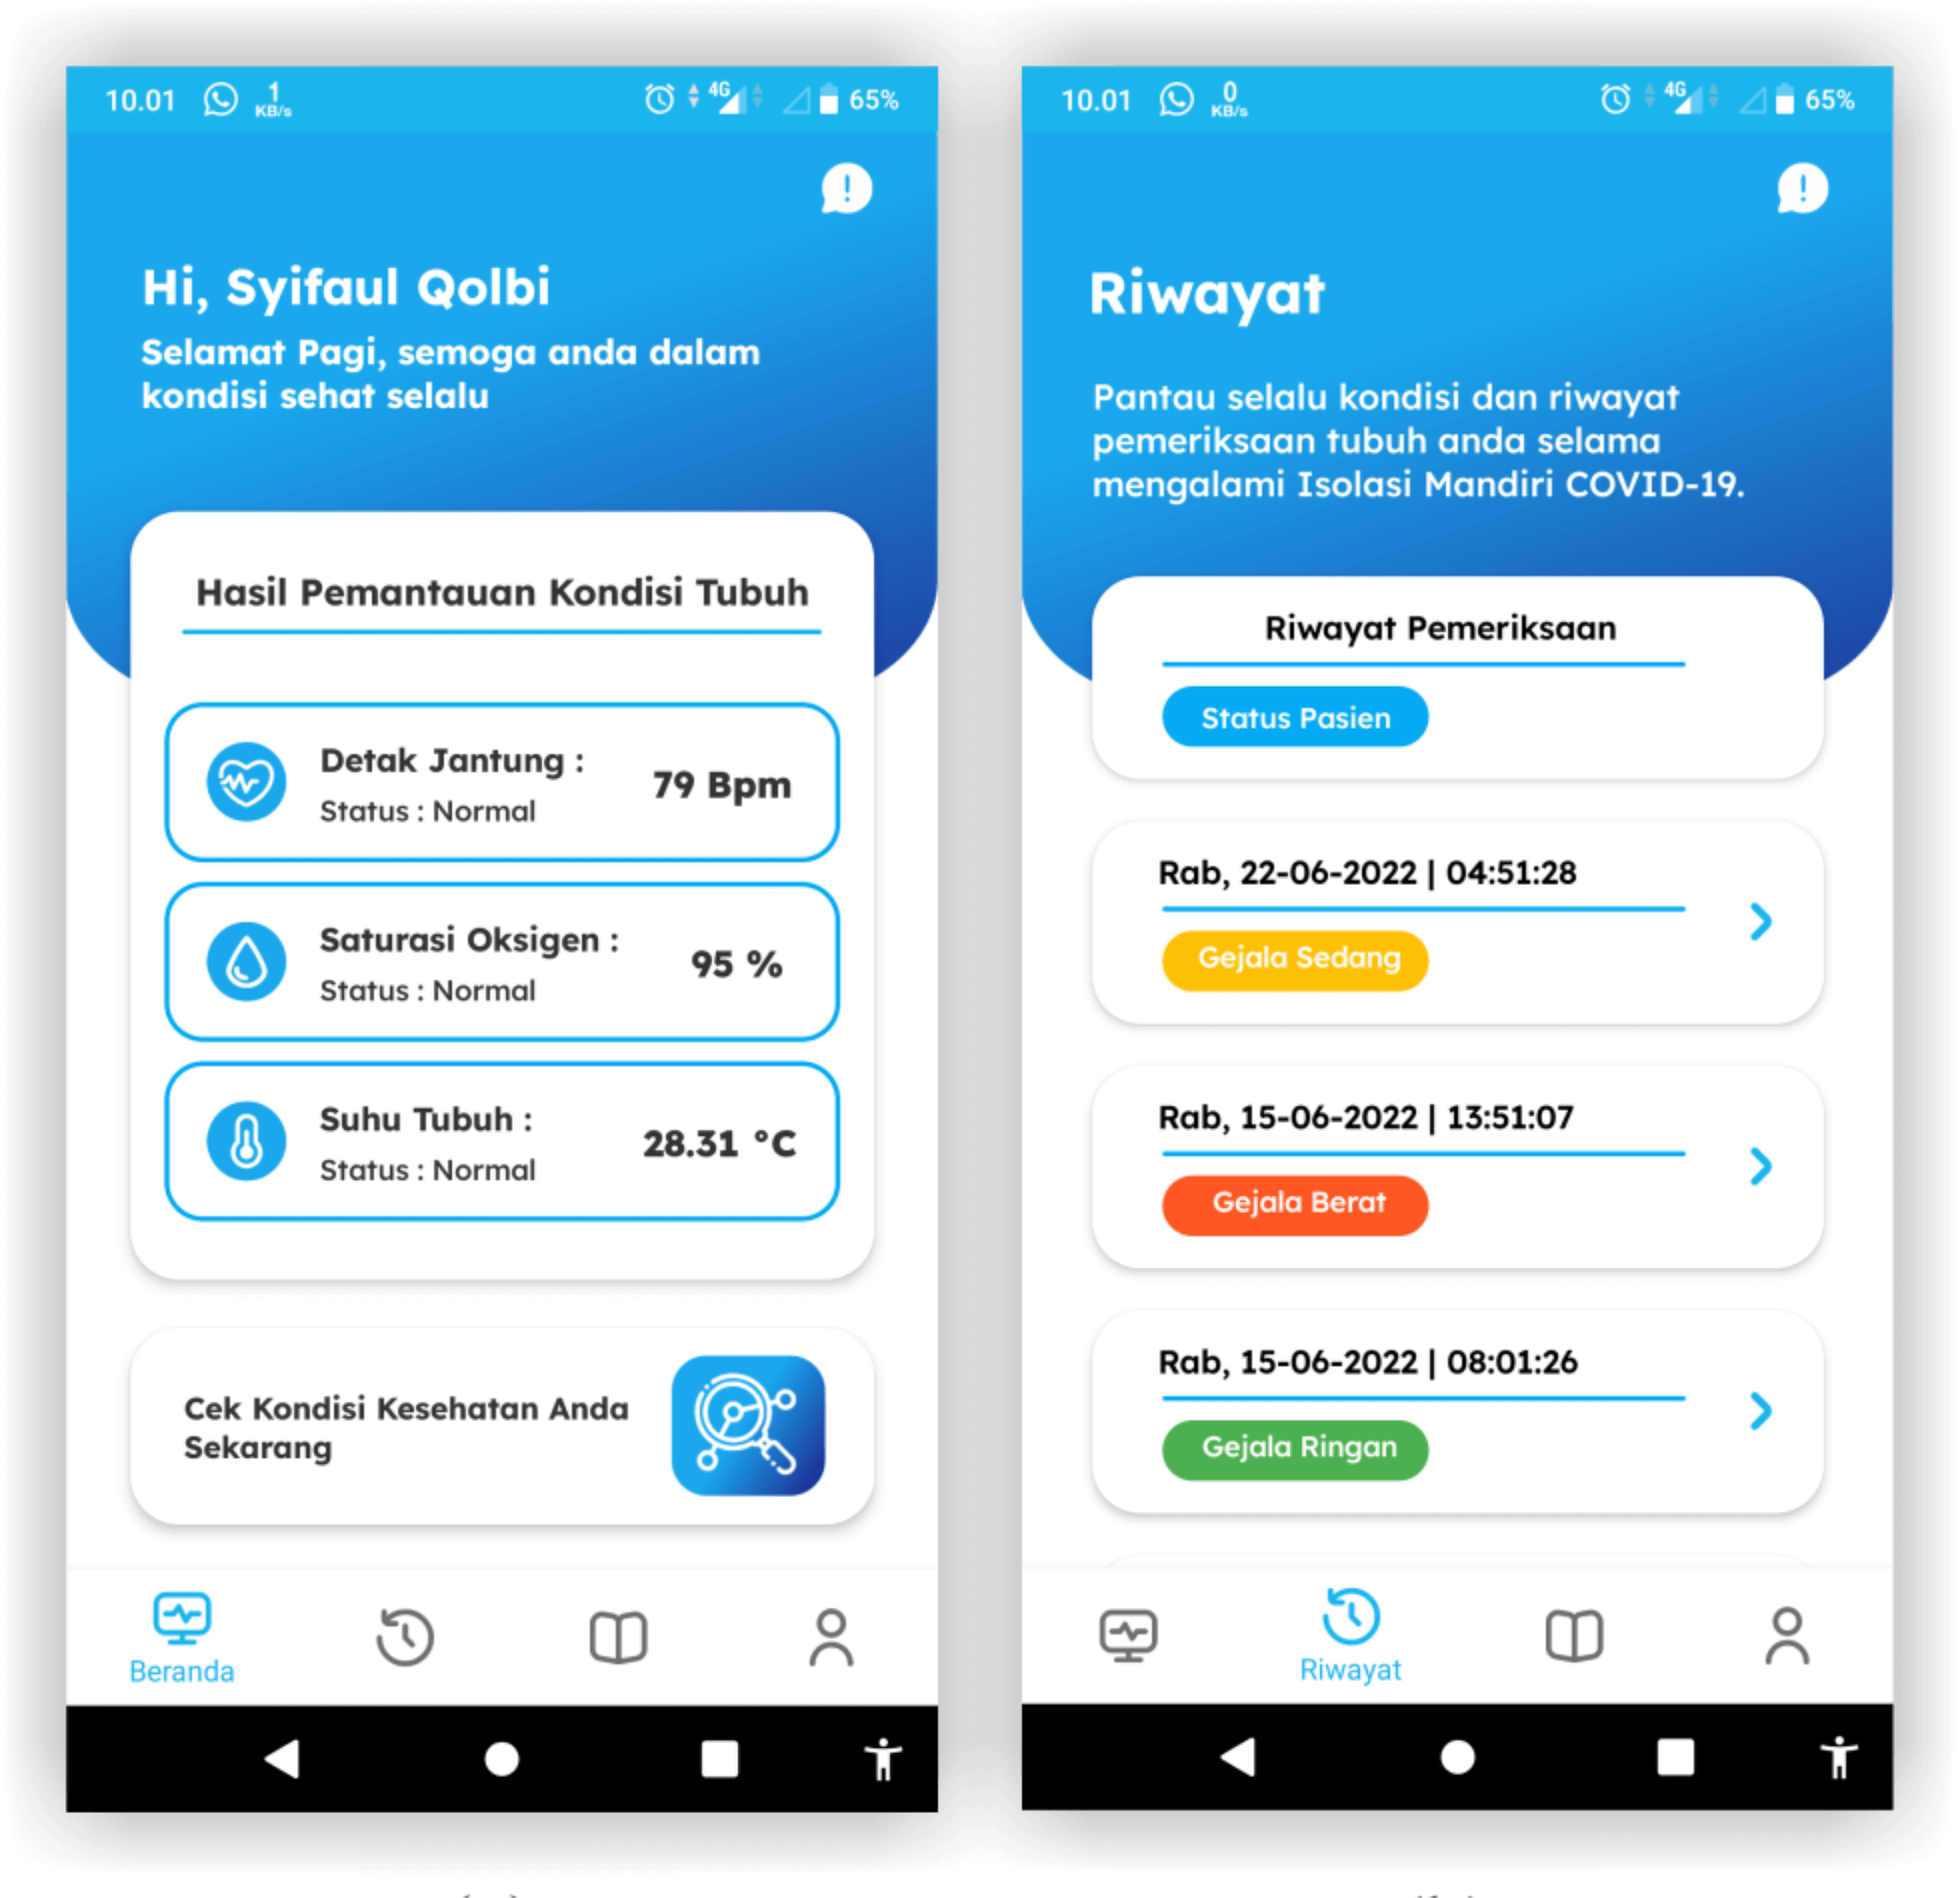 10.01 1 KB/s 4G 65%
Hi, Syifaul Qolbi
Selamat Pagi, semoga anda dalam
kondisi sehat selalu
Hasil Pemantauan Kondisi Tubuh
Detak Jantung :
Status : Normal
79 Bpm
Saturasi Oksigen :
Status : Normal
95 %
Suhu Tubuh :
Status : Normal
28.31 °C
Cek Kondisi Kesehatan Anda
Sekarang
Beranda
10.01 0 KB/s 4G 65%
Riwayat
Pantau selalu kondisi dan riwayat
pemeriksaan tubuh anda selama
mengalami Isolasi Mandiri COVID-19.
Riwayat Pemeriksaan
Status Pasien
Rab, 22-06-2022 | 04:51:28
Gejala Sedang
Rab, 15-06-2022 | 13:51:07
Gejala Berat
Rab, 15-06-2022 | 08:01:26
Gejala Ringan
Riwayat